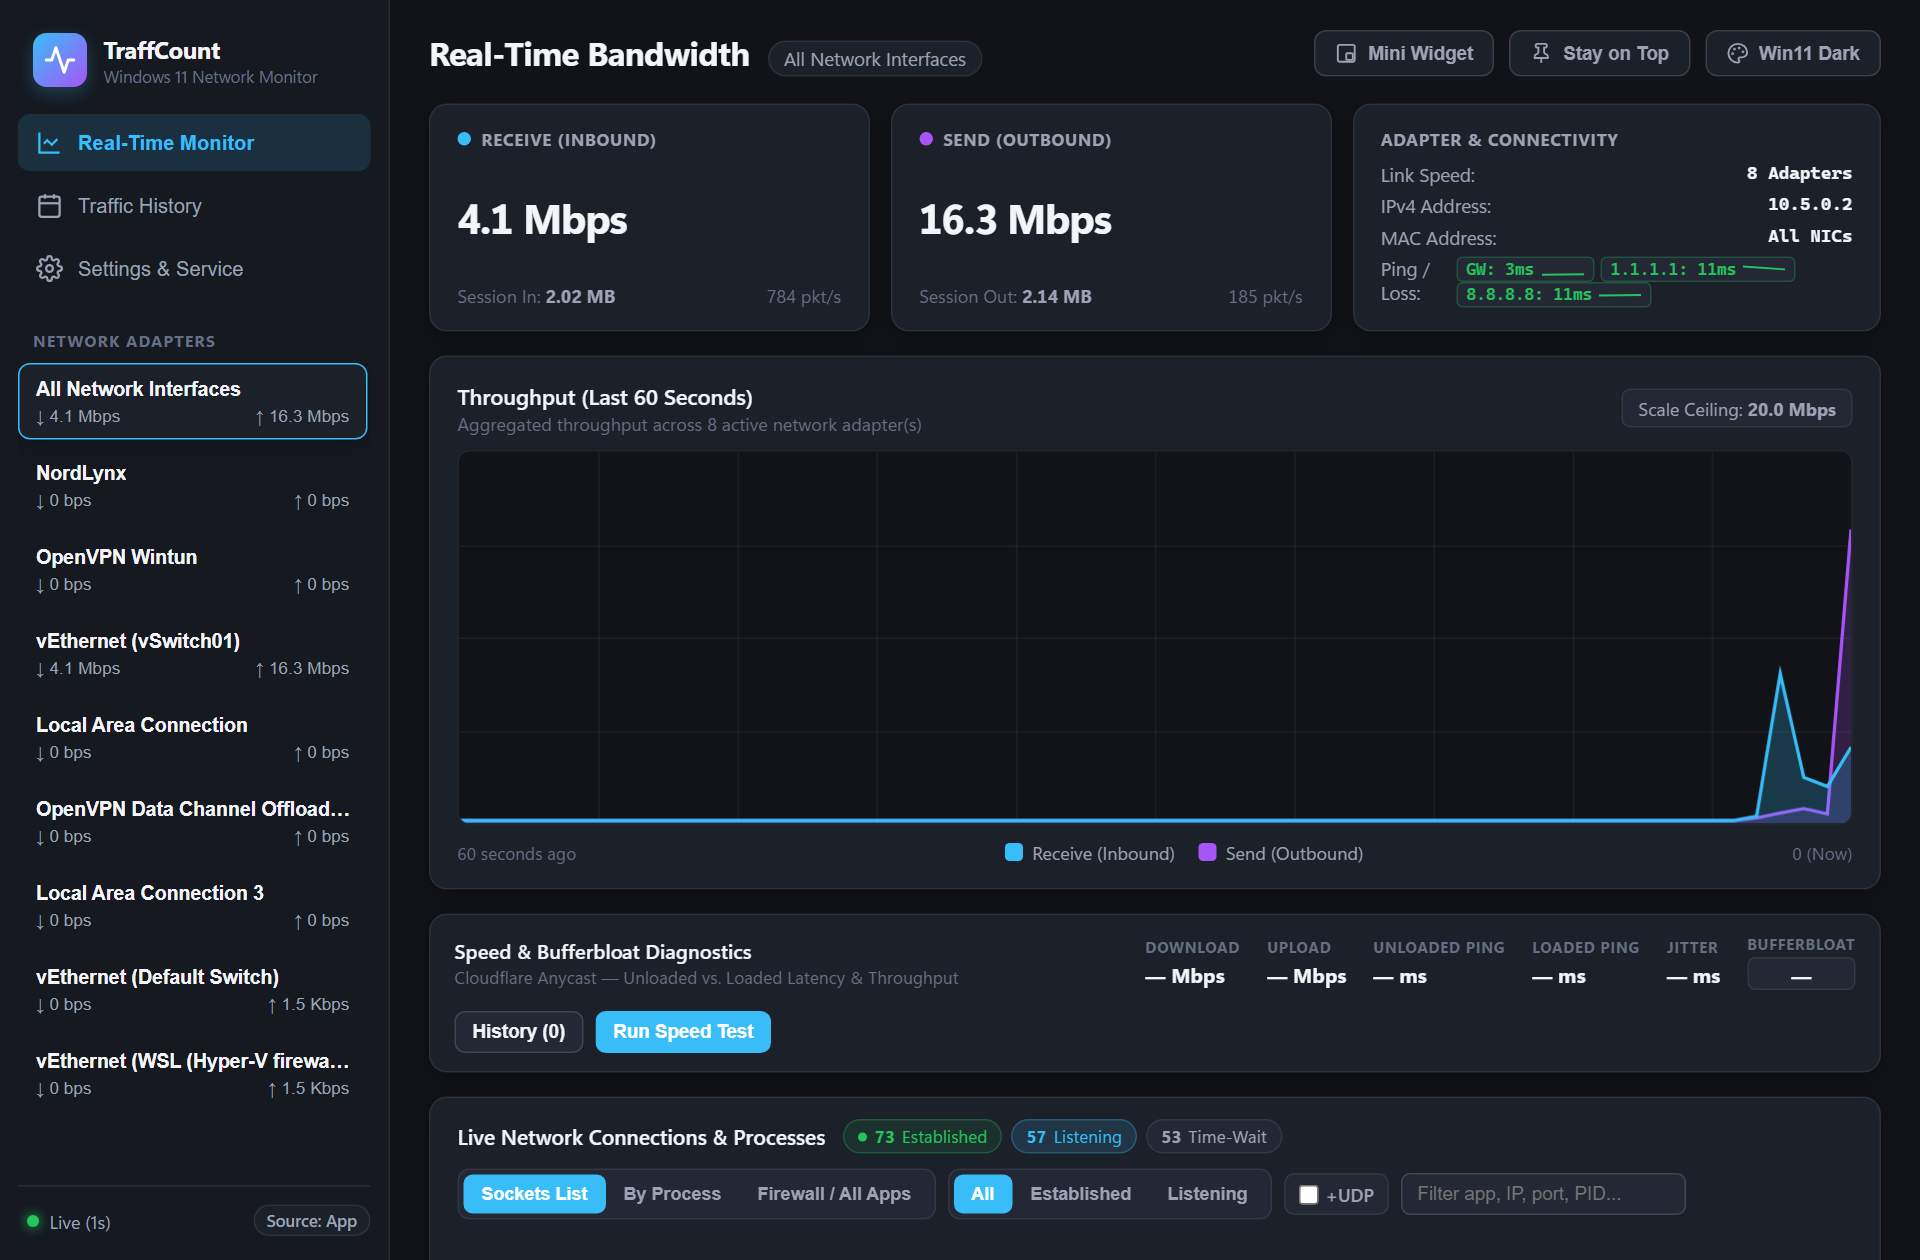 TraffCount
Windows 11 Network Monitor
Real-Time Monitor
Traffic History
Settings & Service
NETWORK ADAPTERS
All Network Interfaces
↓ 4.1 Mbps ↑ 16.3 Mbps
NordLynx
↓ 0 bps ↑ 0 bps
OpenVPN Wintun
↓ 0 bps ↑ 0 bps
vEthernet (vSwitch01)
↓ 4.1 Mbps ↑ 16.3 Mbps
Local Area Connection
↓ 0 bps ↑ 0 bps
OpenVPN Data Channel Offload...
↓ 0 bps ↑ 0 bps
Local Area Connection 3
↓ 0 bps ↑ 0 bps
vEthernet (Default Switch)
↓ 0 bps ↑ 1.5 Kbps
vEthernet (WSL (Hyper-V firewa...
↓ 0 bps ↑ 1.5 Kbps
Live (1s) Source: App
Real-Time Bandwidth All Network Interfaces
Mini Widget Stay on Top Win11 Dark
RECEIVE (INBOUND)
4.1 Mbps
Session In: 2.02 MB 784 pkt/s
SEND (OUTBOUND)
16.3 Mbps
Session Out: 2.14 MB 185 pkt/s
ADAPTER & CONNECTIVITY
Link Speed: 8 Adapters
IPv4 Address: 10.5.0.2
MAC Address: All NICs
Ping / GW: 3ms 1.1.1.1: 11ms
Loss: 8.8.8.8: 11ms
Throughput (Last 60 Seconds)
Aggregated throughput across 8 active network adapter(s)
Scale Ceiling: 20.0 Mbps
60 seconds ago Receive (Inbound) Send (Outbound) 0 (Now)
Speed & Bufferbloat Diagnostics
Cloudflare Anycast — Unloaded vs. Loaded Latency & Throughput
DOWNLOAD UPLOAD UNLOADED PING LOADED PING JITTER BUFFERBLOAT
— Mbps — Mbps — ms — ms — ms —
History (0) Run Speed Test
Live Network Connections & Processes 73 Established 57 Listening 53 Time-Wait
Sockets List By Process Firewall / All Apps All Established Listening +UDP Filter app, IP, port, PID...